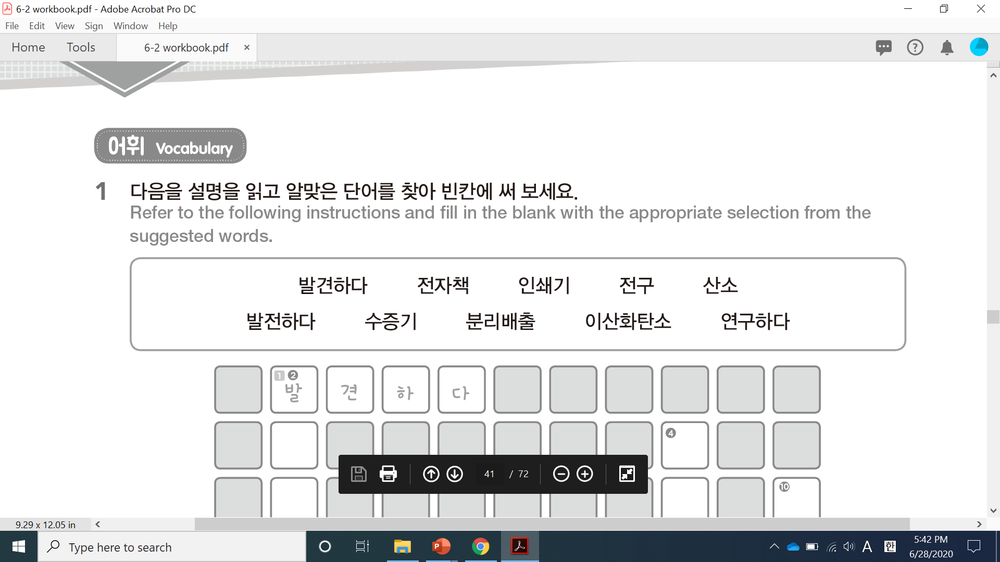 6-2 workbook.pdf - Adobe Acrobat Pro DC
File Edit View Sign Window Help
Home Tools 6-2 workbook.pdf ×
어휘 Vocabulary
1 다음을 설명을 읽고 알맞은 단어를 찾아 빈칸에 써 보세요.
Refer to the following instructions and fill in the blank with the appropriate selection from the
suggested words.
발견하다 전자책 인쇄기 전구 산소
발전하다 수증기 분리배출 이산화탄소 연구하다
1 2
발 견 하 다
4
41 / 72
10
9.29 x 12.05 in
Type here to search
A 한
5:42 PM
6/28/2020